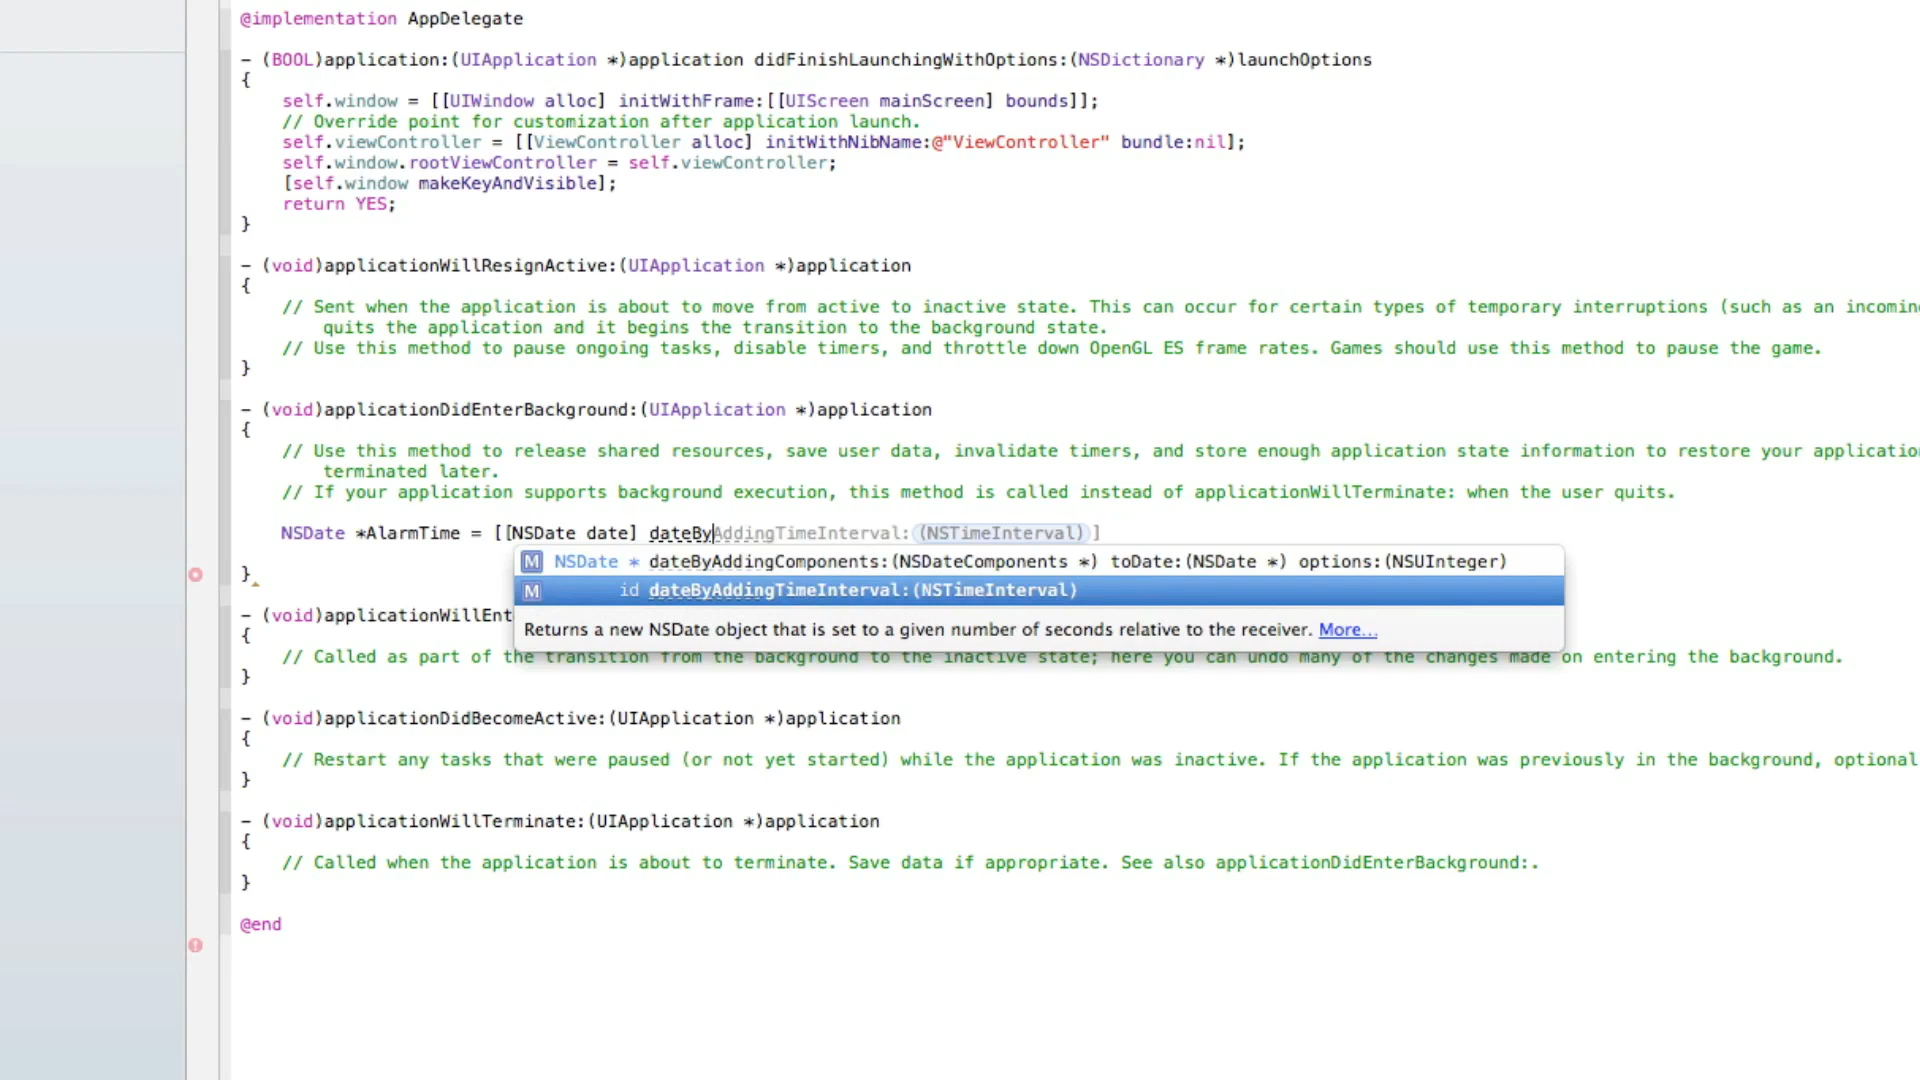 @implementation AppDelegate
- (BOOL)application:(UIApplication *)application didFinishLaunchingWithOptions:(NSDictionary *)launchOptions
{
self.window = [[UIWindow alloc] initWithFrame:[[UIScreen mainScreen] bounds]];
// Override point for customization after application launch.
self.viewController = [[ViewController alloc] initWithNibName:@"ViewController" bundle:nil];
self.window.rootViewController = self.viewController;
[self.window makeKeyAndVisible];
return YES;
}
- (void)applicationWillResignActive:(UIApplication *)application
{
// Sent when the application is about to move from active to inactive state. This can occur for certain types of temporary interruptions (such as an incomin
quits the application and it begins the transition to the background state.
// Use this method to pause ongoing tasks, disable timers, and throttle down OpenGL ES frame rates. Games should use this method to pause the game.
}
- (void)applicationDidEnterBackground:(UIApplication *)application
{
// Use this method to release shared resources, save user data, invalidate timers, and store enough application state information to restore your applicatio
terminated later.
// If your application supports background execution, this method is called instead of applicationWillTerminate: when the user quits.
NSDate *AlarmTime = [[NSDate date] dateByAddingTimeInterval:(NSTimeInterval)]
M NSDate * dateByAddingComponents:(NSDateComponents *) toDate:(NSDate *) options:(NSUInteger)
}
M id dateByAddingTimeInterval:(NSTimeInterval)
- (void)applicationWillEnt
Returns a new NSDate object that is set to a given number of seconds relative to the receiver. More...
{
// Called as part of the transition from the background to the inactive state; here you can undo many of the changes made on entering the background.
}
- (void)applicationDidBecomeActive:(UIApplication *)application
{
// Restart any tasks that were paused (or not yet started) while the application was inactive. If the application was previously in the background, optional
}
- (void)applicationWillTerminate:(UIApplication *)application
{
// Called when the application is about to terminate. Save data if appropriate. See also applicationDidEnterBackground:.
}
@end